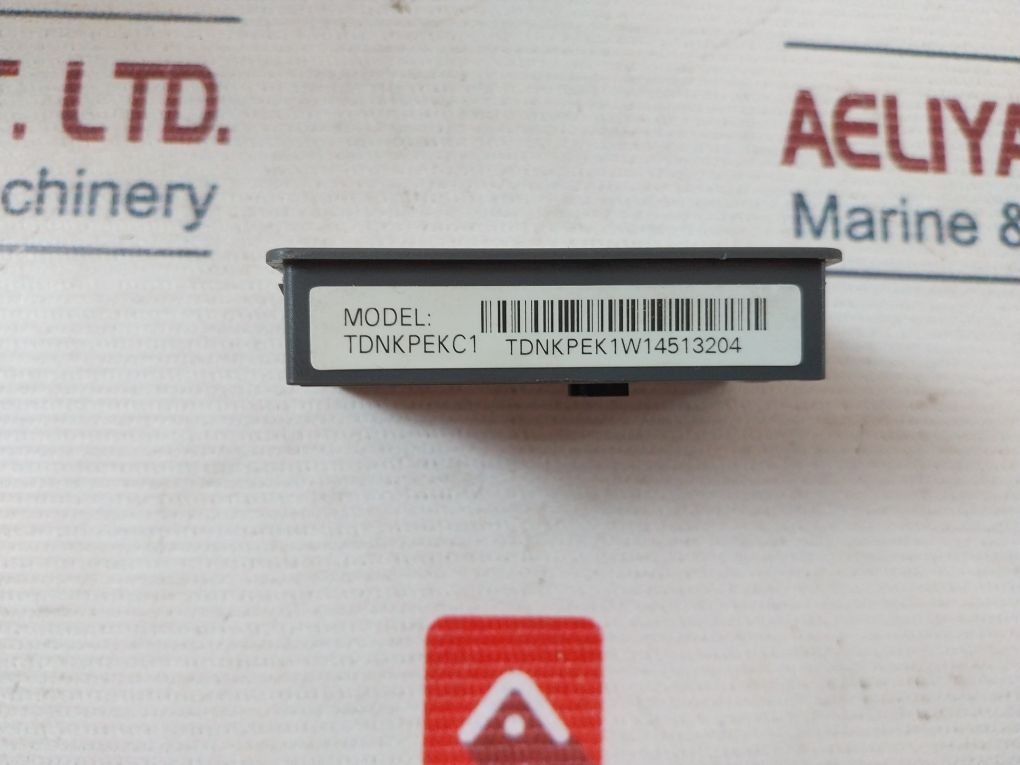 T. LTD.
chinery
AELIYA
Marine &
MODEL:
TDNKPEKC1
TDNKPEK1W14513204